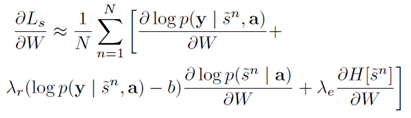 ∂L_s/∂W ≈ 1/N ∑_{n=1}^{N} [ ∂ log p(y | s̃^n, a)/∂W +
λ_r(log p(y | s̃^n, a) − b) ∂ log p(s̃^n | a)/∂W + λ_e ∂H[s̃^n]/∂W ]